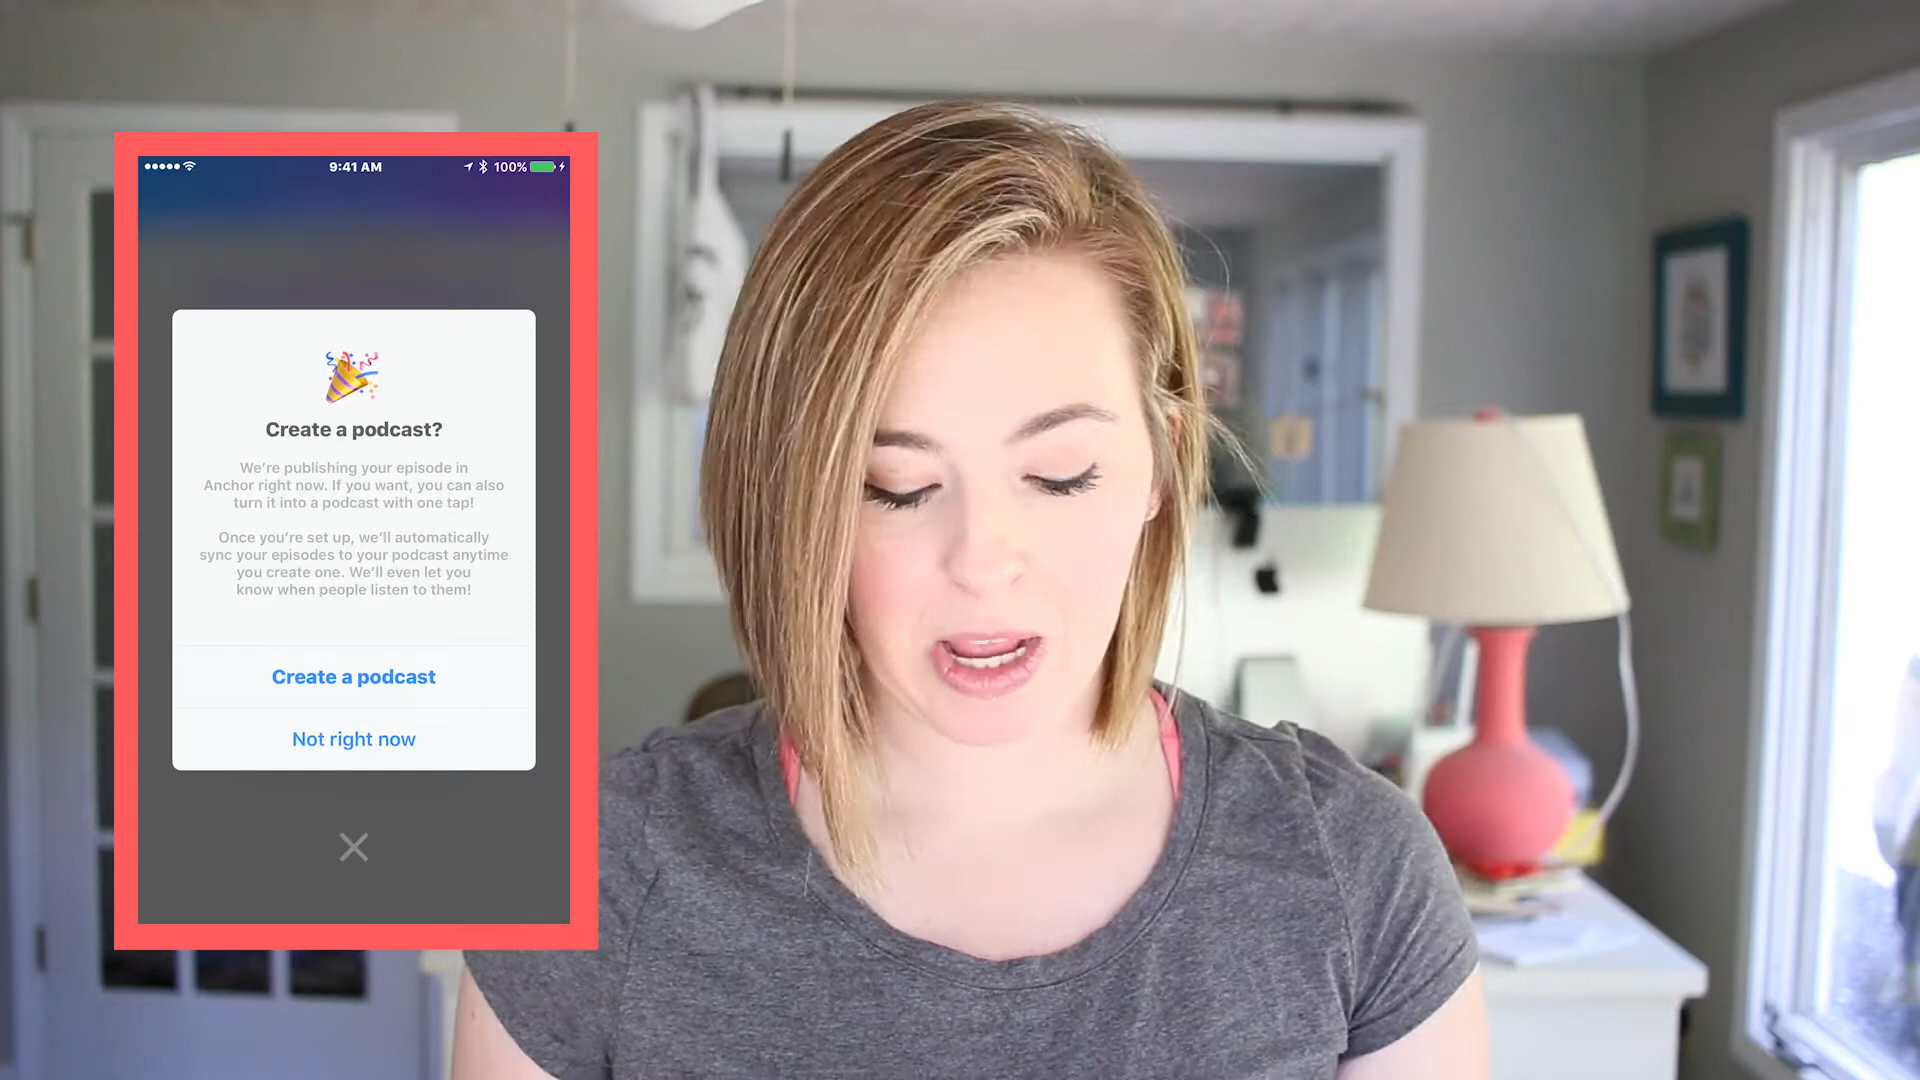 9:41 AM
100%
Create a podcast?
We're publishing your episode in
Anchor right now. If you want, you can also
turn it into a podcast with one tap!
Once you're set up, we'll automatically
sync your episodes to your podcast anytime
you create one. We'll even let you
know when people listen to them!
Create a podcast
Not right now